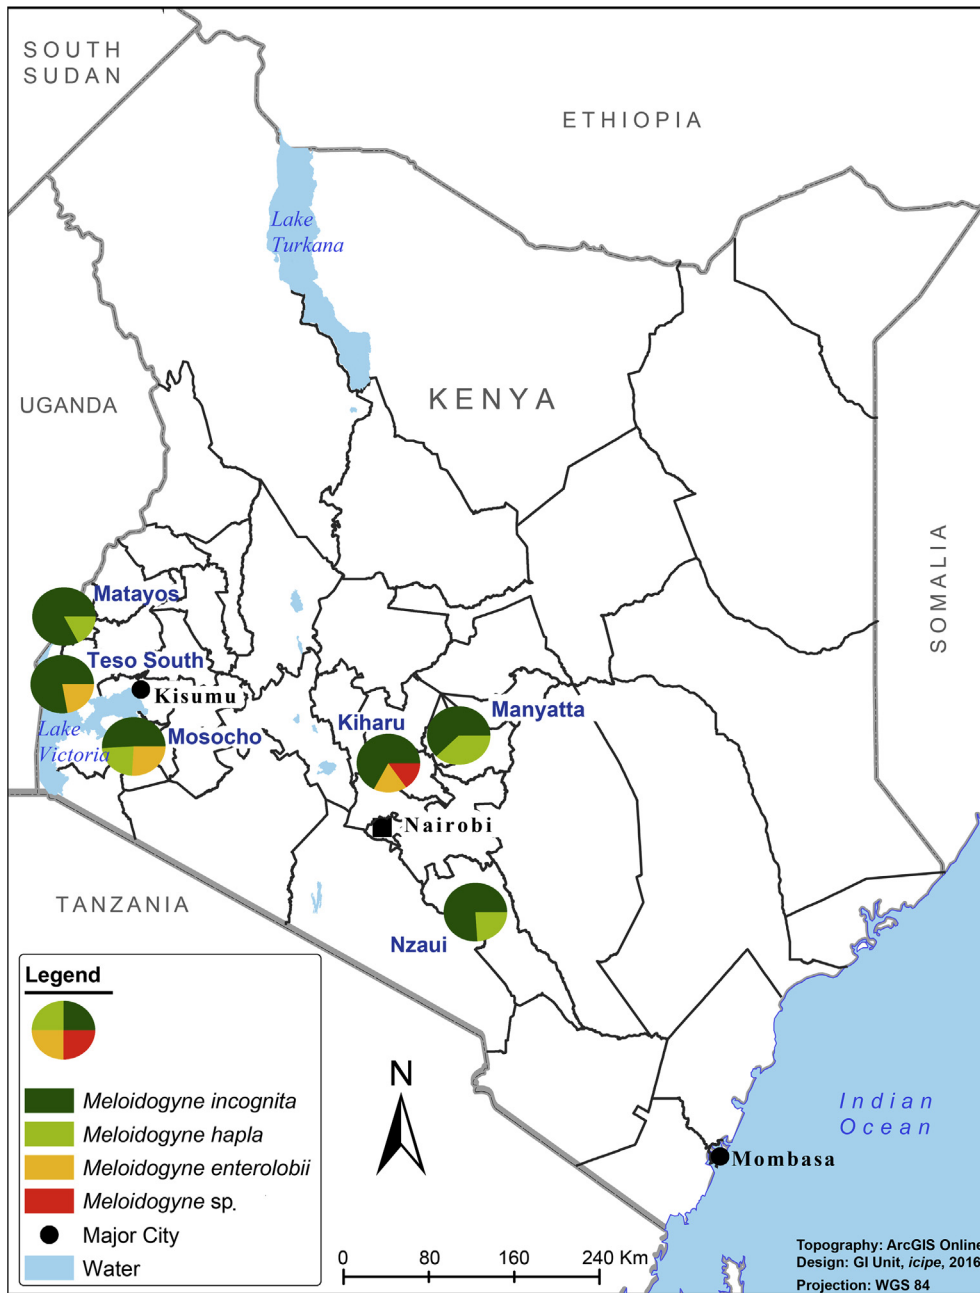 SOUTH
SUDAN
ETHIOPIA
Lake
Turkana
KENYA
UGANDA
SOMALIA
Matayos
Teso South
Kisumu
Manyatta
Kiharu
Lake
Victoria
Mosocho
Nairobi
TANZANIA
Nzaui
Legend
Meloidogyne incognita
Meloidogyne hapla
Meloidogyne enterolobii
Meloidogyne sp.
Major City
Water
N
0 80 160 240 Km
Indian
Ocean
Mombasa
Topography: ArcGIS Online
Design: GI Unit, icipe, 2016
Projection: WGS 84